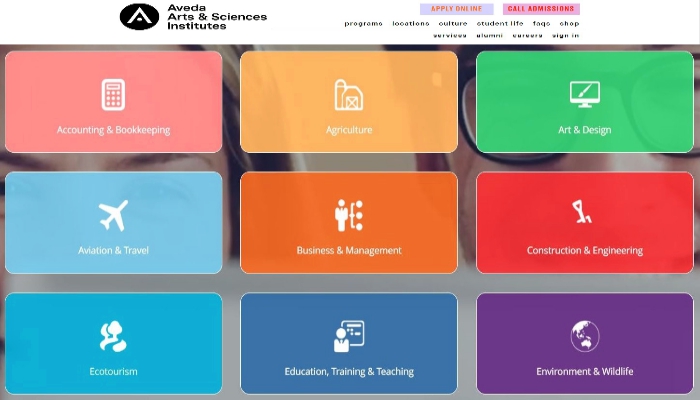 Aveda
Arts & Sciences
Institutes
APPLY ONLINE
CALL ADMISSIONS
programs locations culture student life faqs shop
services alumni careers sign in
Accounting & Bookkeeping
Agriculture
Art & Design
Aviation & Travel
Business & Management
Construction & Engineering
Ecotourism
Education, Training & Teaching
Environment & Wildlife